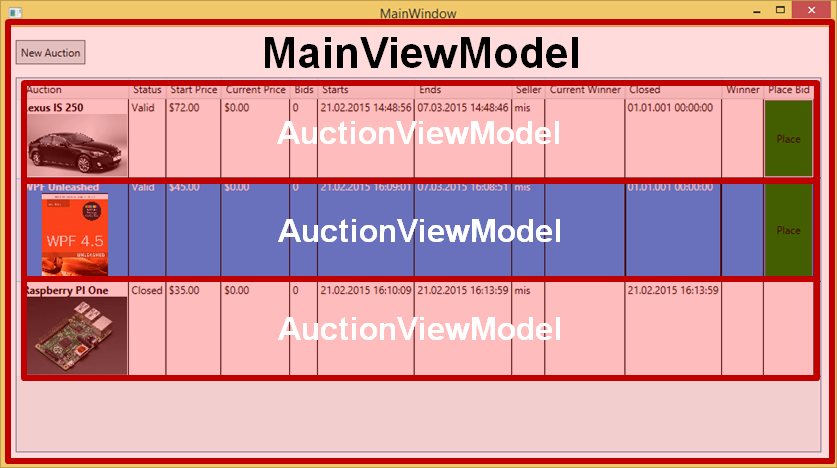 MainWindow
New Auction
MainViewModel
Auction Status Start Price Current Price Bids Starts Ends Seller Current Winner Closed Winner Place Bid
Lexus IS 250 Valid $72.00 $0.00 0 21.02.2015 14:48:56 07.03.2015 14:48:46 mis 01.01.001 00:00:00
AuctionViewModel
Place
WPF Unleashed Valid $45.00 $0.00 0 21.02.2015 16:09:01 07.03.2015 16:08:51 mis 01.01.001 00:00:00
WPF 4.5
UNLEASHED
AuctionViewModel
Place
Raspberry PI One Closed $35.00 $0.00 0 21.02.2015 16:10:09 21.02.2015 16:13:59 mis 21.02.2015 16:13:59
AuctionViewModel